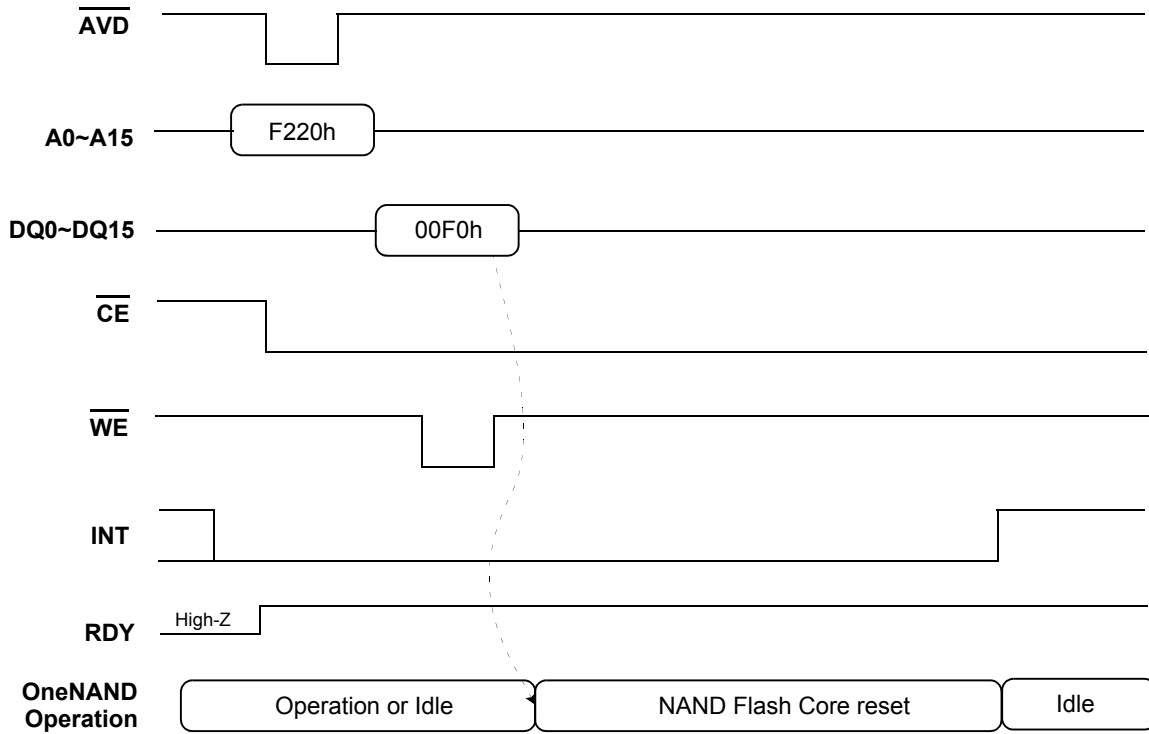 AVD
A0~A15
F220h
DQ0~DQ15
00F0h
CE
WE
INT
RDY
High-Z
OneNAND
Operation
Operation or Idle
NAND Flash Core reset
Idle